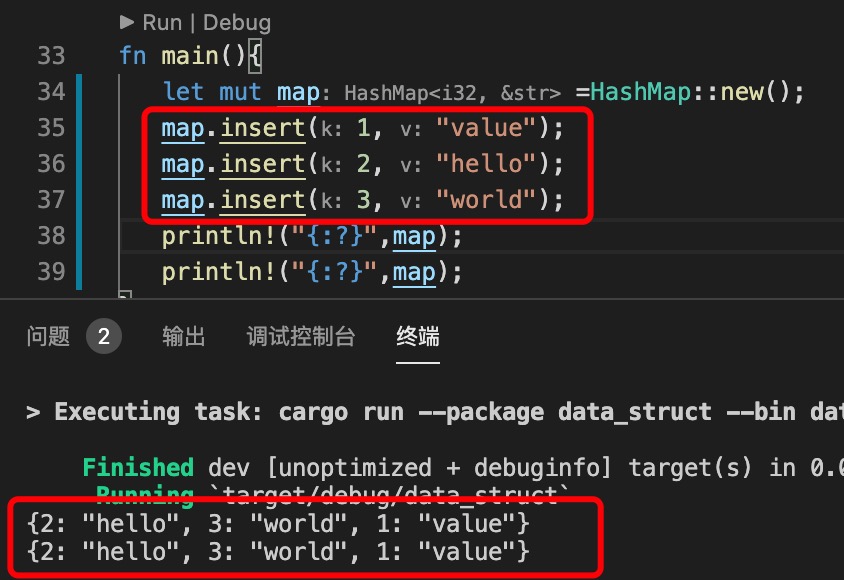 ▶ Run | Debug
33 fn main(){
34 let mut map: HashMap<i32, &str> =HashMap::new();
35 map.insert(k: 1, v: "value");
36 map.insert(k: 2, v: "hello");
37 map.insert(k: 3, v: "world");
38 println!("{:?}",map);
39 println!("{:?}",map);
}
问题 2 输出 调试控制台 终端
> Executing task: cargo run --package data_struct --bin dat
Finished dev [unoptimized + debuginfo] target(s) in 0.0
Running `target/debug/data_struct`
{2: "hello", 3: "world", 1: "value"}
{2: "hello", 3: "world", 1: "value"}